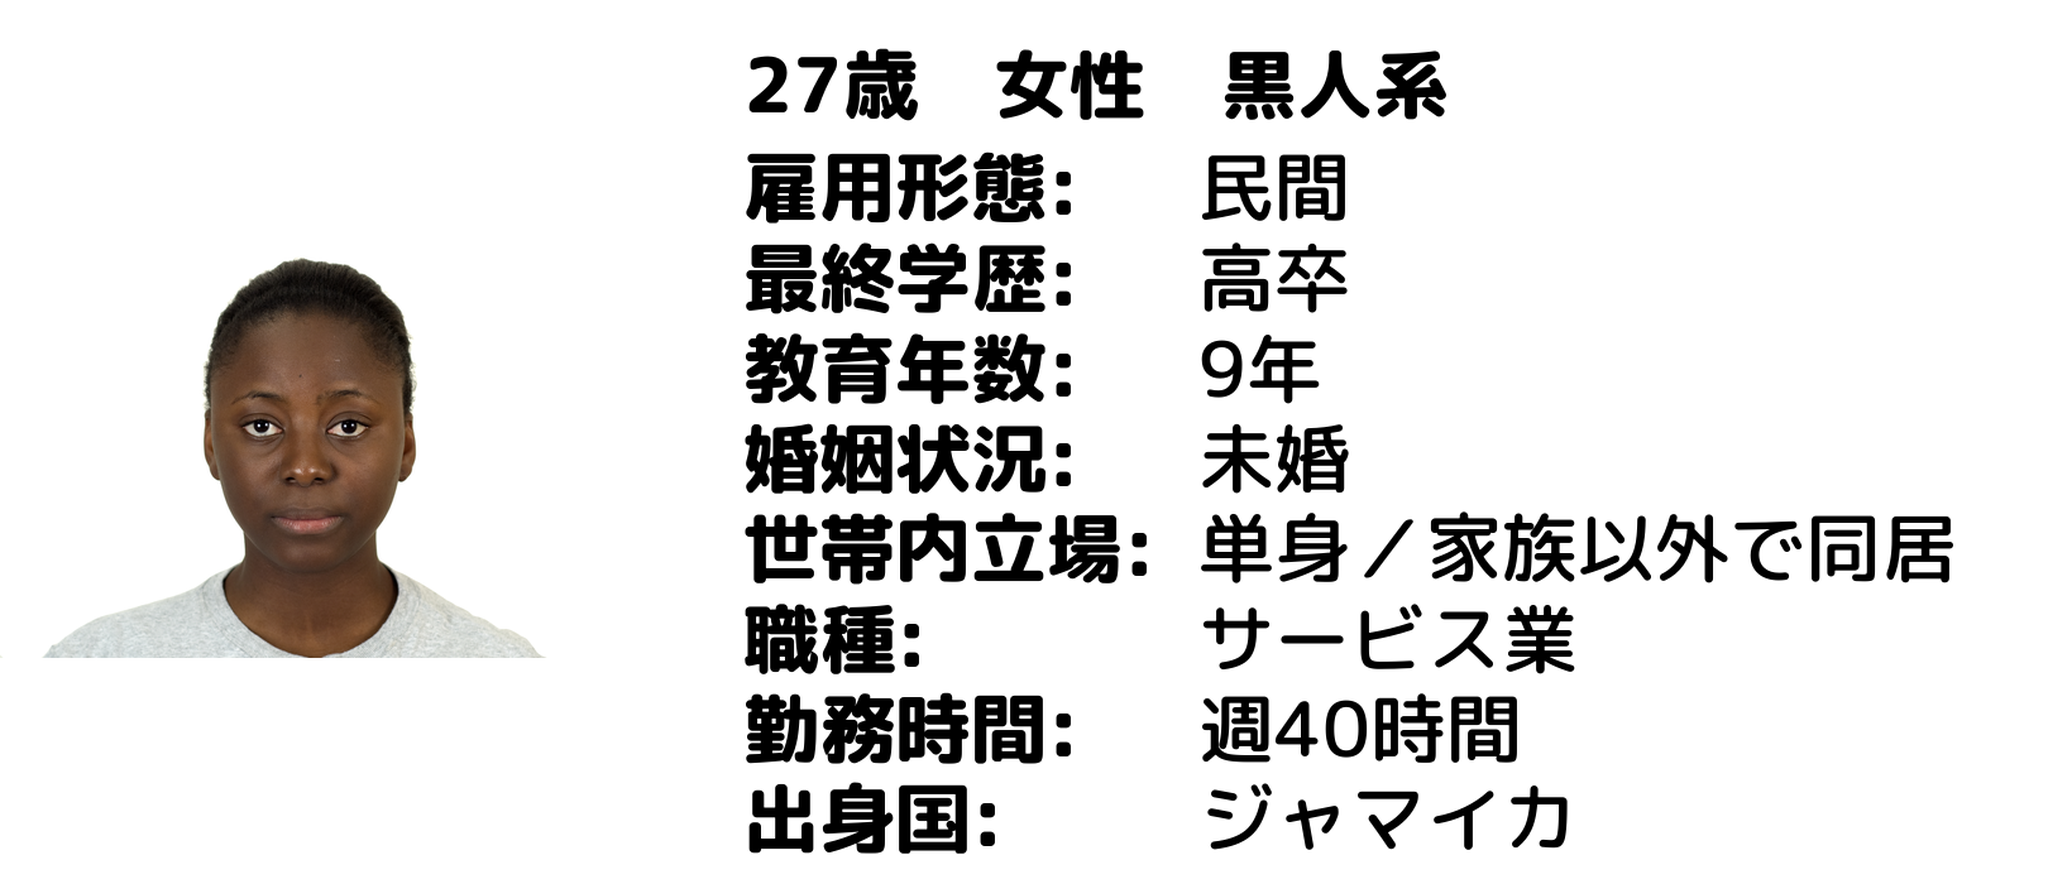 27歳　女性　黒人系
雇用形態:　民間
最終学歴:　高卒
教育年数:　9年
婚姻状況:　未婚
世帯内立場:　単身／家族以外で同居
職種:　サービス業
勤務時間:　週40時間
出身国:　ジャマイカ